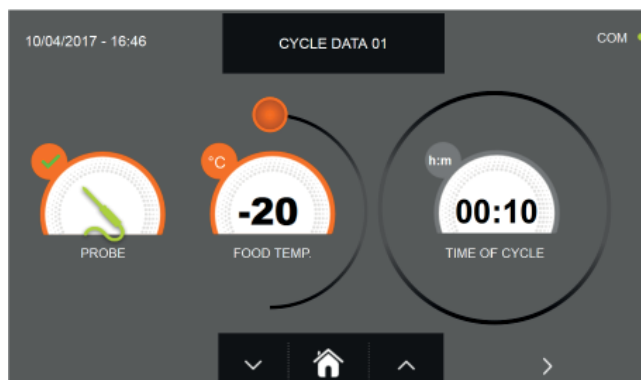 10/04/2017 - 16:46
CYCLE DATA 01
COM
°C
h:m
-20
00:10
PROBE
FOOD TEMP.
TIME OF CYCLE